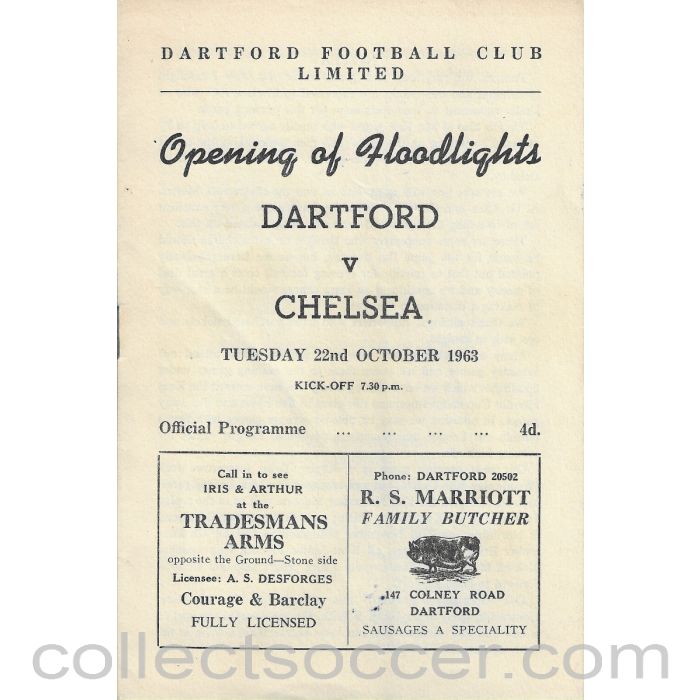 DARTFORD FOOTBALL CLUB
LIMITED
Opening of Floodlights
DARTFORD
v
CHELSEA
TUESDAY 22nd OCTOBER 1963
KICK-OFF 7.30 p.m.
Official Programme ... ... ... ... 4d.
Call in to see
IRIS & ARTHUR
at the
TRADESMANS
ARMS
opposite the Ground—Stone side
Licensee: A. S. DESFORGES
Courage & Barclay
FULLY LICENSED
Phone: DARTFORD 20502
R. S. MARRIOTT
FAMILY BUTCHER
147 COLNEY ROAD
DARTFORD
SAUSAGES A SPECIALITY
collectsoccer.com